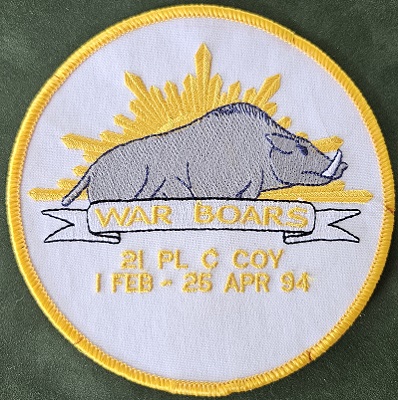 WAR BOARS
21 PL C COY
1 FEB - 25 APR 94